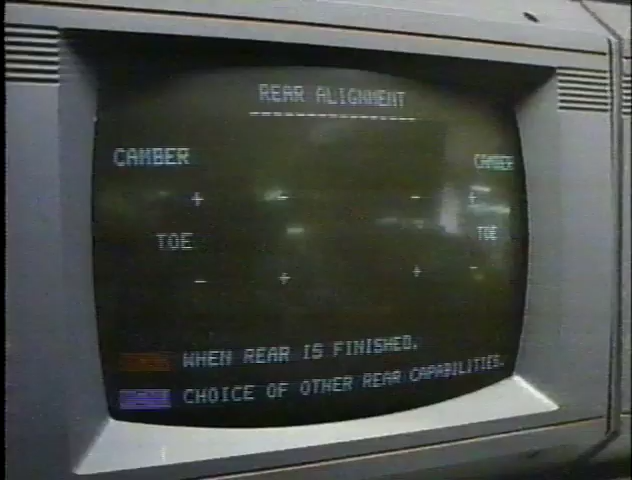 REAR ALIGNMENT
CAMBER CAMBER
+ - - +
TOE TOE
- + + -
WHEN REAR IS FINISHED.
CHOICE OF OTHER REAR CAPABILITIES.